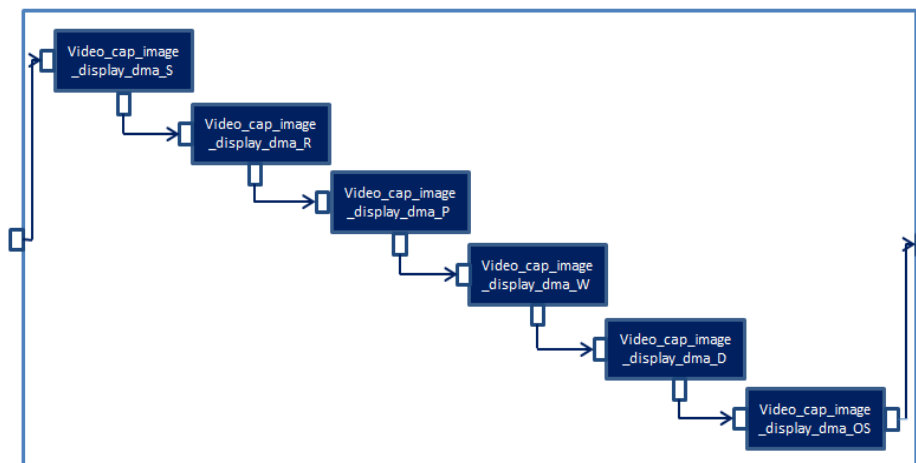 Video_cap_image
_display_dma_S
Video_cap_image
_display_dma_R
Video_cap_image
_display_dma_P
Video_cap_image
_display_dma_W
Video_cap_image
_display_dma_D
Video_cap_image
_display_dma_OS